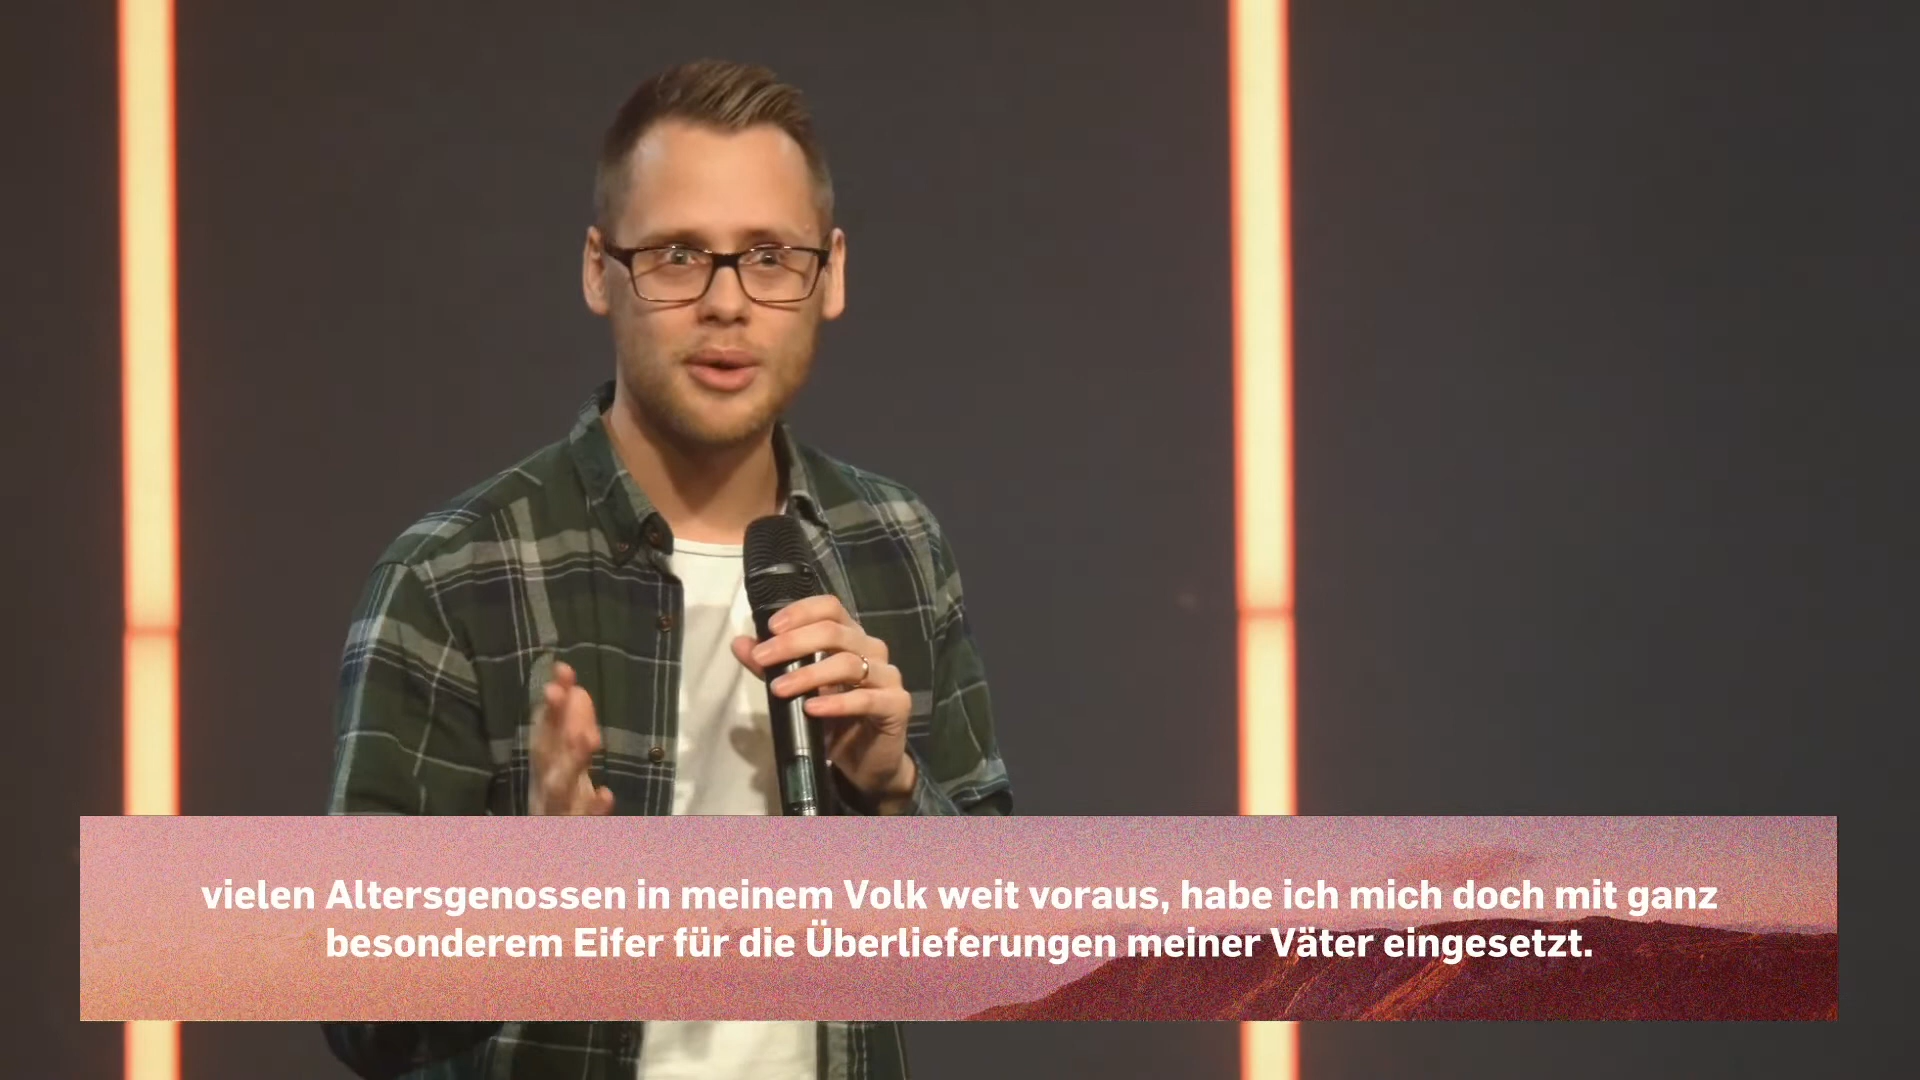 vielen Altersgenossen in meinem Volk weit voraus, habe ich mich doch mit ganz
besonderem Eifer für die Überlieferungen meiner Väter eingesetzt.